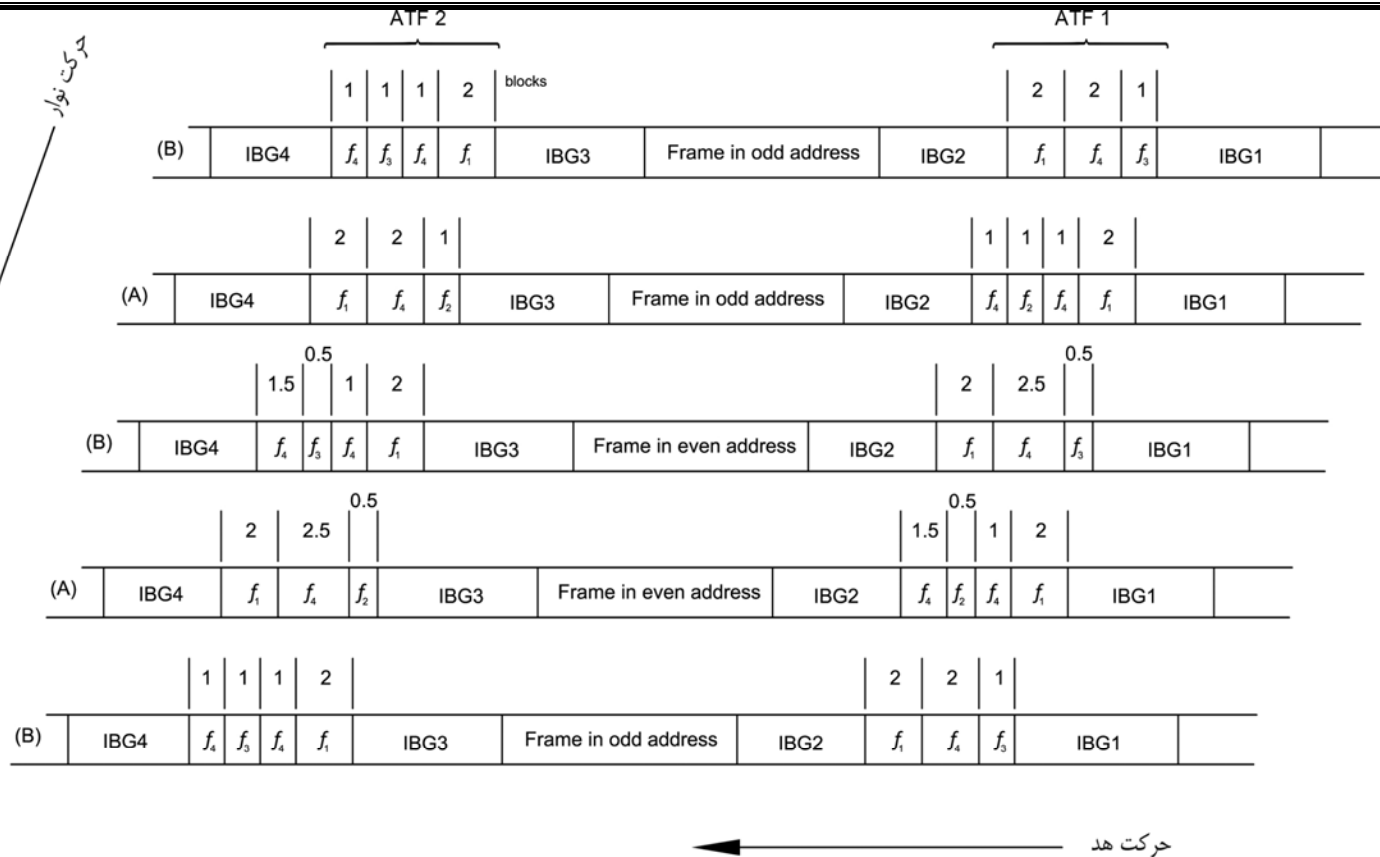 ATF 2 ATF 1
حرکت نوار
1 1 1 2 blocks 2 2 1
(B) IBG4 f₄ f₃ f₄ f₁ IBG3 Frame in odd address IBG2 f₁ f₄ f₃ IBG1
2 2 1 1 1 1 2
(A) IBG4 f₁ f₄ f₂ IBG3 Frame in odd address IBG2 f₄ f₂ f₄ f₁ IBG1
0.5 0.5
1.5 1 2 2 2.5
(B) IBG4 f₄ f₃ f₄ f₁ IBG3 Frame in even address IBG2 f₁ f₄ f₃ IBG1
0.5 0.5
2 2.5 1.5 1 2
(A) IBG4 f₁ f₄ f₂ IBG3 Frame in even address IBG2 f₄ f₂ f₄ f₁ IBG1
1 1 1 2 2 2 1
(B) IBG4 f₄ f₃ f₄ f₁ IBG3 Frame in odd address IBG2 f₁ f₄ f₃ IBG1
حرکت هد